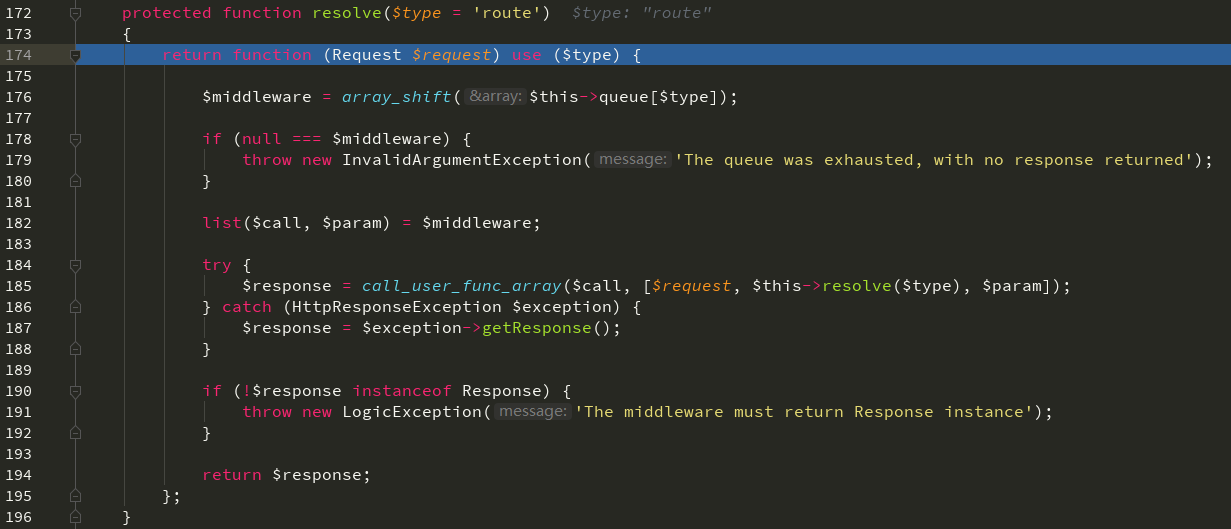 172 protected function resolve($type = 'route') $type: "route"
173 {
174 return function (Request $request) use ($type) {
175
176 $middleware = array_shift( &array: $this->queue[$type]);
177
178 if (null === $middleware) {
179 throw new InvalidArgumentException( message: 'The queue was exhausted, with no response returned');
180 }
181
182 list($call, $param) = $middleware;
183
184 try {
185 $response = call_user_func_array($call, [$request, $this->resolve($type), $param]);
186 } catch (HttpResponseException $exception) {
187 $response = $exception->getResponse();
188 }
189
190 if (!$response instanceof Response) {
191 throw new LogicException( message: 'The middleware must return Response instance');
192 }
193
194 return $response;
195 };
196 }